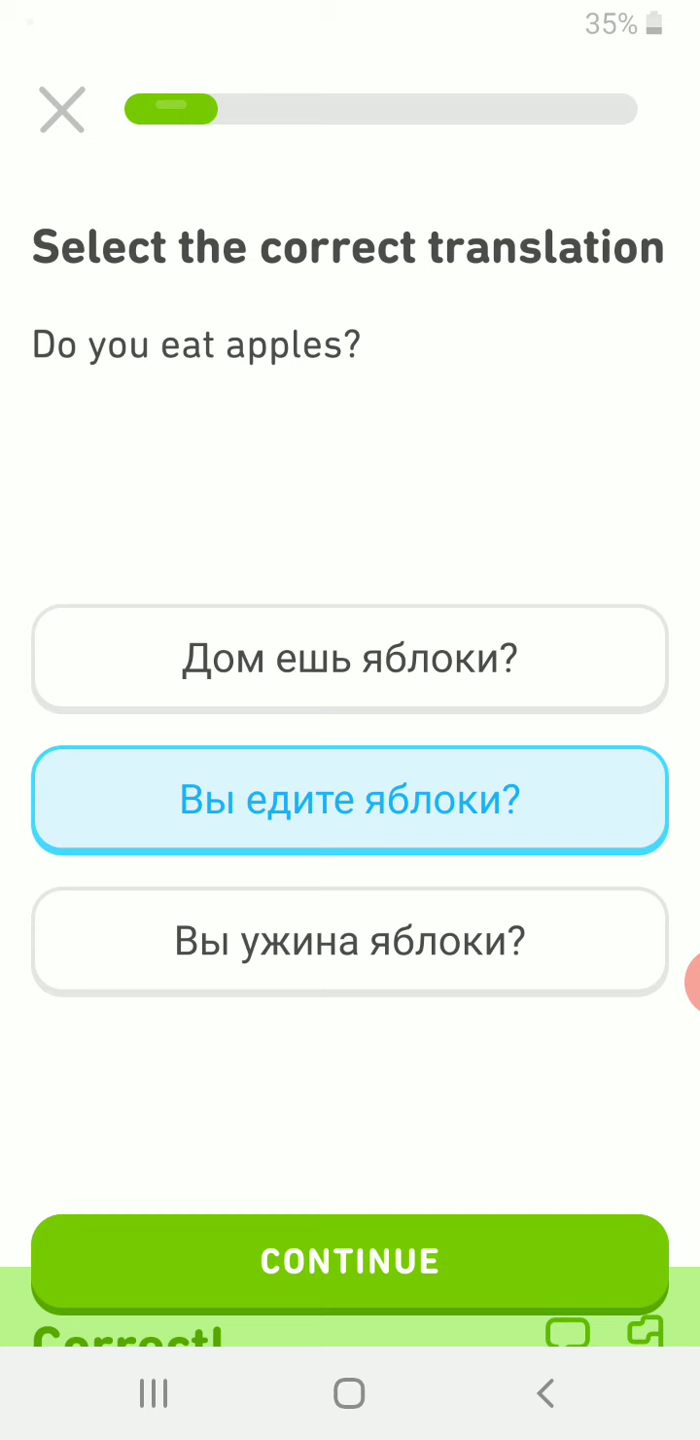 35%
Select the correct translation
Do you eat apples?
Дом ешь яблоки?
Вы едите яблоки?
Вы ужина яблоки?
CONTINUE
Correct!